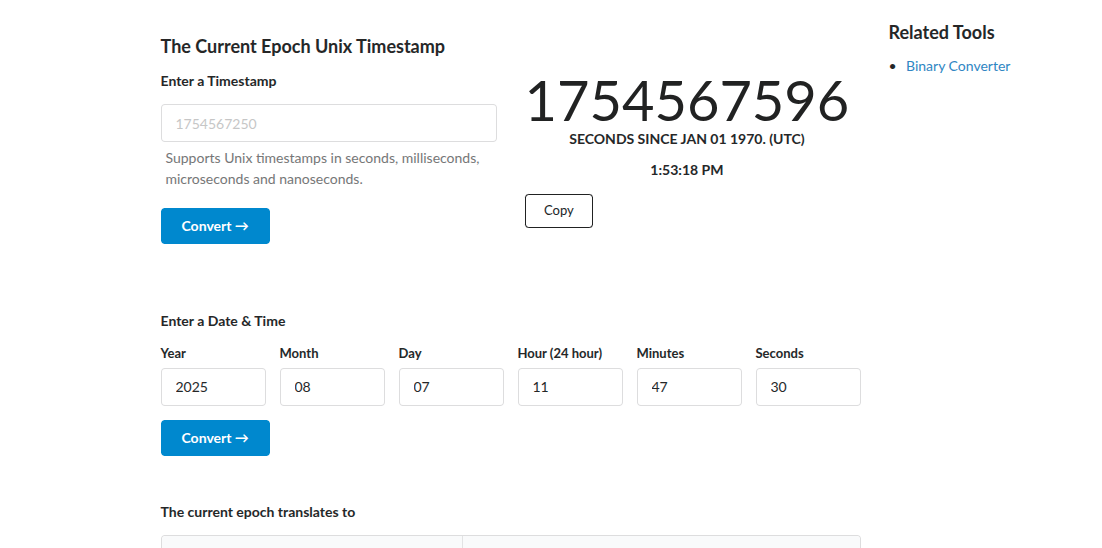 The Current Epoch Unix Timestamp
Enter a Timestamp
1754567250
Supports Unix timestamps in seconds, milliseconds,
microseconds and nanoseconds.
Convert →
1754567596
SECONDS SINCE JAN 01 1970. (UTC)
1:53:18 PM
Copy
Related Tools
Binary Converter
Enter a Date & Time
Year Month Day Hour (24 hour) Minutes Seconds
2025 08 07 11 47 30
Convert →
The current epoch translates to